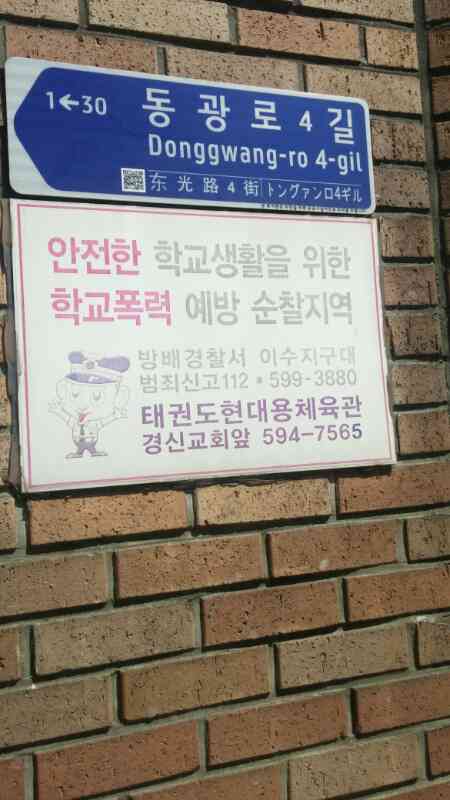 1←30 동광로 4 길
Donggwang-ro 4-gil
东光路 4 街 トングァンロ4ギル
안전한 학교생활을 위한
학교폭력 예방 순찰지역
방배경찰서 이수지구대
범죄신고112 • 599-3880
태권도현대용체육관
경신교회앞 594-7565